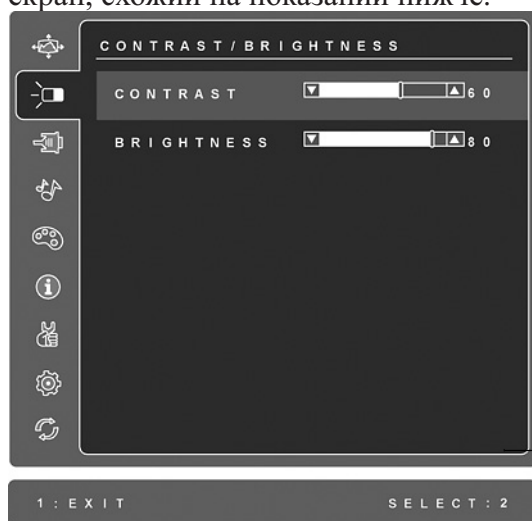 екран, схожий на показаний нижче:
CONTRAST/BRIGHTNESS
CONTRAST 60
BRIGHTNESS 80
1:EXIT SELECT:2